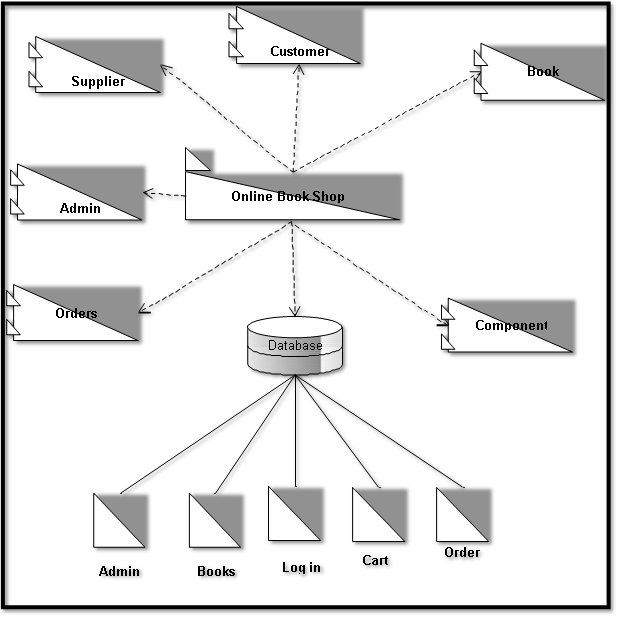 Customer
Supplier
Book
Online Book Shop
Admin
Orders
Component
Database
Admin
Books
Log in
Cart
Order